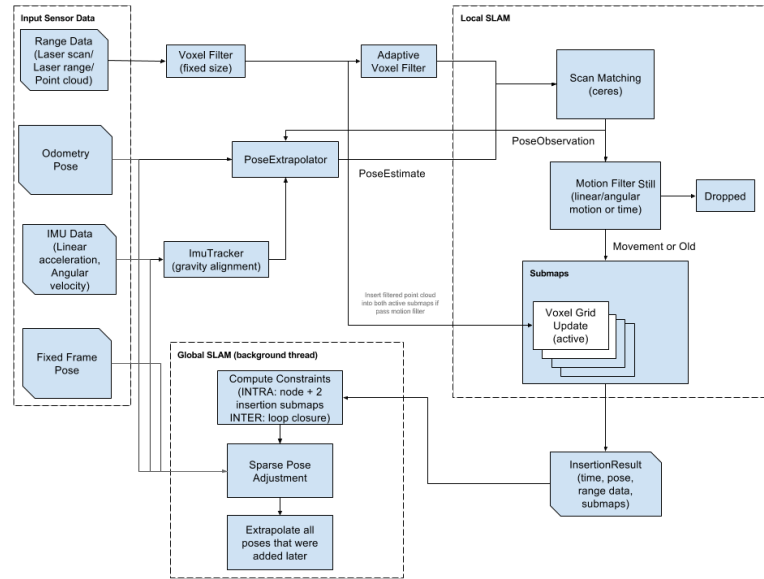 Input Sensor Data
Range Data
(Laser scan/
Laser range/
Point cloud)
Voxel Filter
(fixed size)
Adaptive
Voxel Filter
Local SLAM
Scan Matching
(ceres)
Odometry
Pose
PoseExtrapolator
PoseEstimate
PoseObservation
Motion Filter Still
(linear/angular
motion or time)
Dropped
IMU Data
(Linear
acceleration,
Angular
velocity)
ImuTracker
(gravity alignment)
Movement or Old
Submaps
Insert filtered point cloud
into both active submaps if
pass motion filter
Voxel Grid
Update
(active)
Fixed Frame
Pose
Global SLAM (background thread)
Compute Constraints
(INTRA: node + 2
insertion submaps
INTER: loop closure)
Sparse Pose
Adjustment
Extrapolate all
poses that were
added later
InsertionResult
(time, pose,
range data,
submaps)